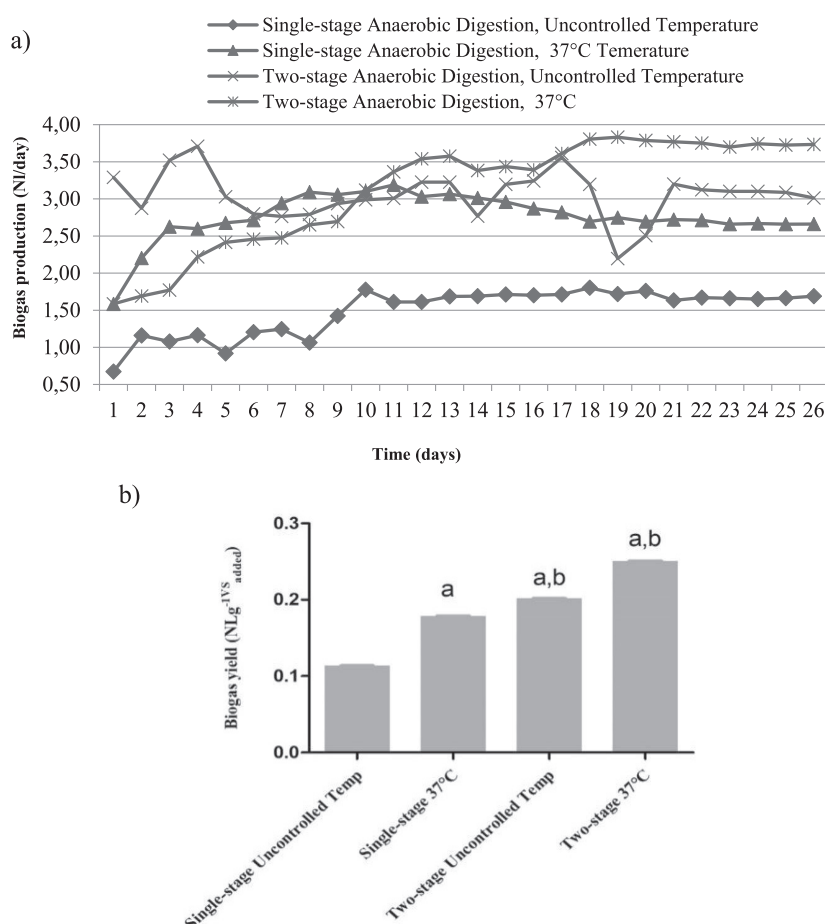 a)
Single-stage Anaerobic Digestion, Uncontrolled Temperature
Single-stage Anaerobic Digestion, 37°C Temerature
Two-stage Anaerobic Digestion, Uncontrolled Temperature
Two-stage Anaerobic Digestion, 37°C
Biogas production (Nl/day)
4,00
3,50
3,00
2,50
2,00
1,50
1,00
0,50
1 2 3 4 5 6 7 8 9 10 11 12 13 14 15 16 17 18 19 20 21 22 23 24 25 26
Time (days)
b)
Biogas yield (NLg-1VS added)
0.3
0.2
0.1
0.0
a
a,b
a,b
Single-stage Uncontrolled Temp
Single-stage 37°C
Two-stage Uncontrolled Temp
Two-stage 37°C